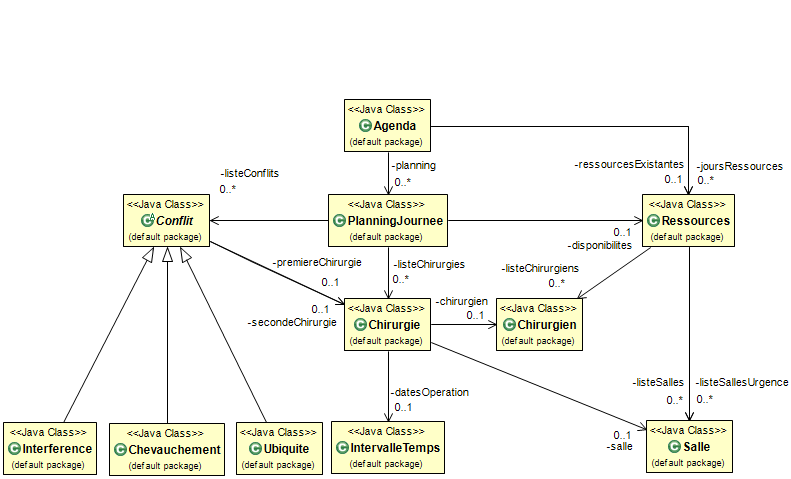 <<Java Class>>
Agenda
(default package)
-planning
0..*
-ressourcesExistantes
0..1
-joursRessources
0..*
-listeConflits
0..*
<<Java Class>>
Conflit
(default package)
<<Java Class>>
PlanningJournee
(default package)
<<Java Class>>
Ressources
(default package)
0..1
-disponibilites
-premiereChirurgie
0..1
-listeChirurgies
0..*
-listeChirurgiens
0..*
0..1
-secondeChirurgie
<<Java Class>>
Chirurgie
(default package)
-chirurgien
0..1
<<Java Class>>
Chirurgien
(default package)
-datesOperation
0..1
-listeSalles
0..*
-listeSallesUrgence
0..*
0..1
-salle
<<Java Class>>
Interference
(default package)
<<Java Class>>
Chevauchement
(default package)
<<Java Class>>
Ubiquite
(default package)
<<Java Class>>
IntervalleTemps
(default package)
<<Java Class>>
Salle
(default package)